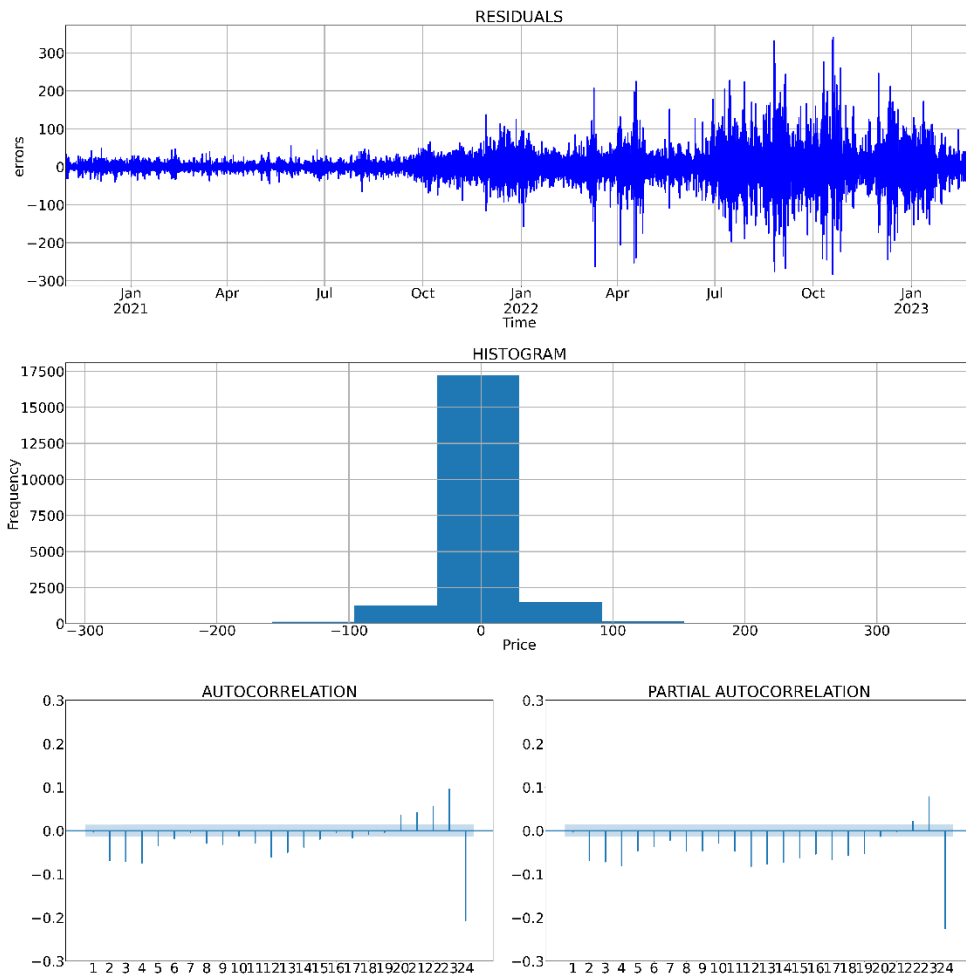 RESIDUALS
300
200
100
0
−100
−200
−300
errors
Jan
2021
Apr
Jul
Oct
Jan
2022
Apr
Jul
Oct
Jan
2023
Time
HISTOGRAM
17500
15000
12500
10000
7500
5000
2500
0
Frequency
−300 −200 −100 0 100 200 300
Price
AUTOCORRELATION
0.3
0.2
0.1
0.0
−0.1
−0.2
−0.3
1 2 3 4 5 6 7 8 9 10 11 12 13 14 15 16 17 18 19 20 21 22 23 24
PARTIAL AUTOCORRELATION
0.3
0.2
0.1
0.0
−0.1
−0.2
−0.3
1 2 3 4 5 6 7 8 9 10 11 12 13 14 15 16 17 18 19 20 21 22 23 24